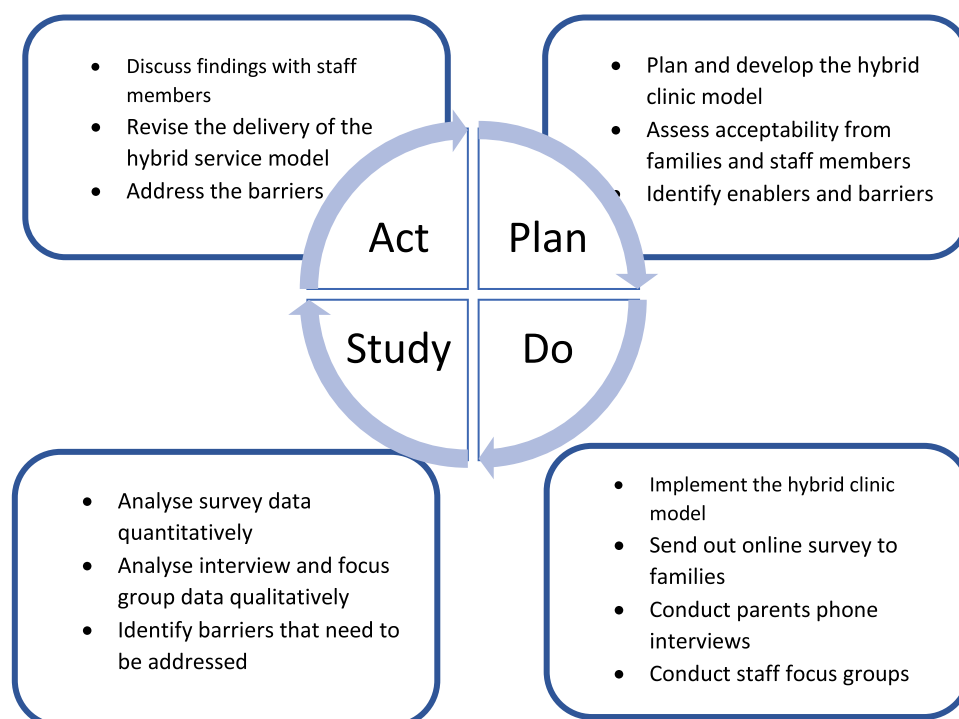 • Discuss findings with staff
members
• Revise the delivery of the
hybrid service model
• Address the barriers
• Plan and develop the hybrid
clinic model
• Assess acceptability from
families and staff members
• Identify enablers and barriers
Act
Plan
Study
Do
• Analyse survey data
quantitatively
• Analyse interview and focus
group data qualitatively
• Identify barriers that need to
be addressed
• Implement the hybrid clinic
model
• Send out online survey to
families
• Conduct parents phone
interviews
• Conduct staff focus groups